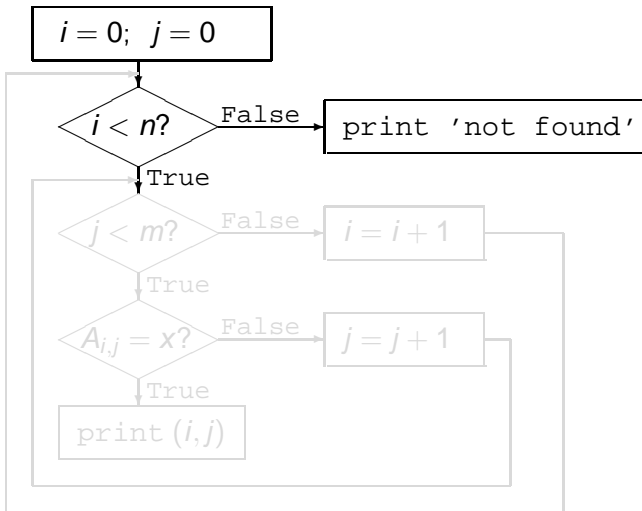 i = 0; j = 0
i < n?
False
print 'not found'
True
j < m?
False
i = i + 1
True
A_{i,j} = x?
False
j = j + 1
True
print (i, j)